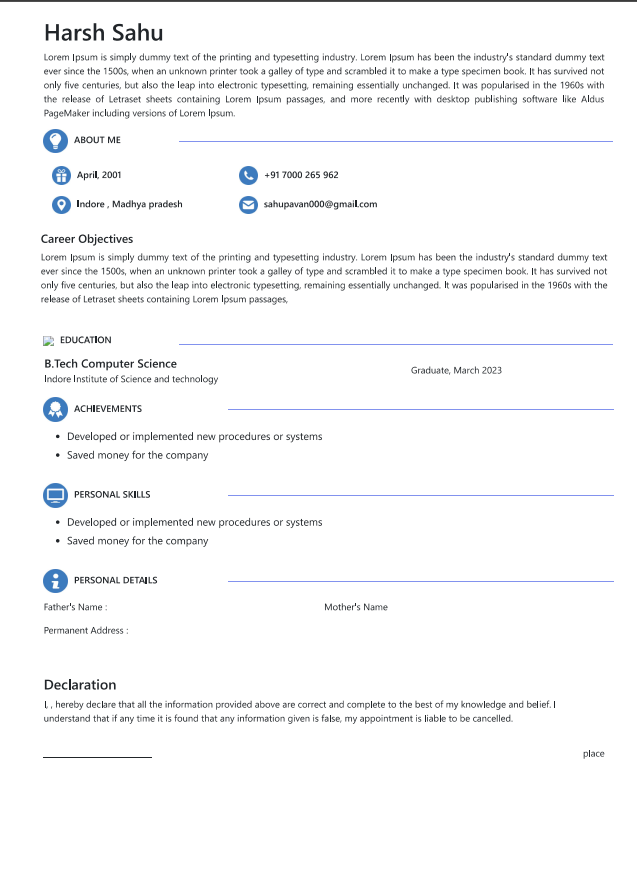 Harsh Sahu
Lorem Ipsum is simply dummy text of the printing and typesetting industry. Lorem Ipsum has been the industry's standard dummy text
ever since the 1500s, when an unknown printer took a galley of type and scrambled it to make a type specimen book. It has survived not
only five centuries, but also the leap into electronic typesetting, remaining essentially unchanged. It was popularised in the 1960s with
the release of Letraset sheets containing Lorem Ipsum passages, and more recently with desktop publishing software like Aldus
PageMaker including versions of Lorem Ipsum.
ABOUT ME
April, 2001 +91 7000 265 962
Indore , Madhya pradesh sahupavan000@gmail.com
Career Objectives
Lorem Ipsum is simply dummy text of the printing and typesetting industry. Lorem Ipsum has been the industry's standard dummy text
ever since the 1500s, when an unknown printer took a galley of type and scrambled it to make a type specimen book. It has survived not
only five centuries, but also the leap into electronic typesetting, remaining essentially unchanged. It was popularised in the 1960s with the
release of Letraset sheets containing Lorem Ipsum passages,
EDUCATION
B.Tech Computer Science
Indore Institute of Science and technology
Graduate, March 2023
ACHIEVEMENTS
• Developed or implemented new procedures or systems
• Saved money for the company
PERSONAL SKILLS
• Developed or implemented new procedures or systems
• Saved money for the company
PERSONAL DETAILS
Father's Name : Mother's Name
Permanent Address :
Declaration
I, , hereby declare that all the information provided above are correct and complete to the best of my knowledge and belief. I
understand that if any time it is found that any information given is false, my appointment is liable to be cancelled.
place